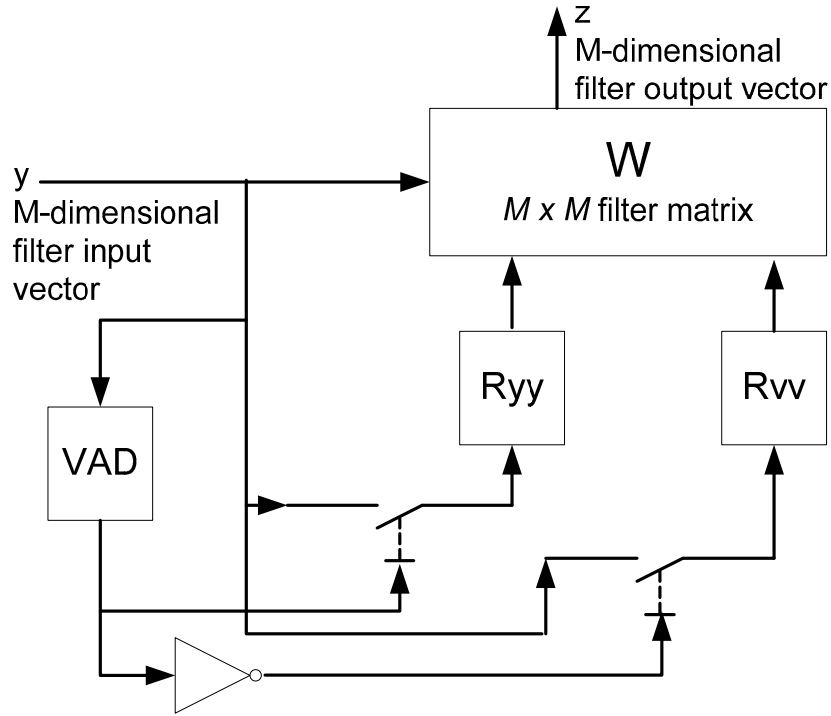 z
M-dimensional
filter output vector
W
M x M filter matrix
y
M-dimensional
filter input
vector
Ryy
Rvv
VAD